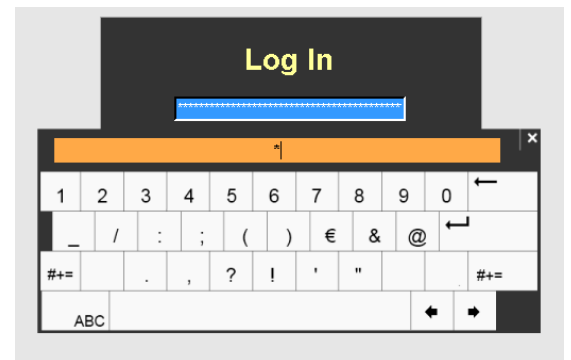 Log In
******************************************
*
×
1 2 3 4 5 6 7 8 9 0 ←
_ / : ; ( ) € & @ ↵
#+= . , ? ! ' " #+=
ABC 🡄 🡆